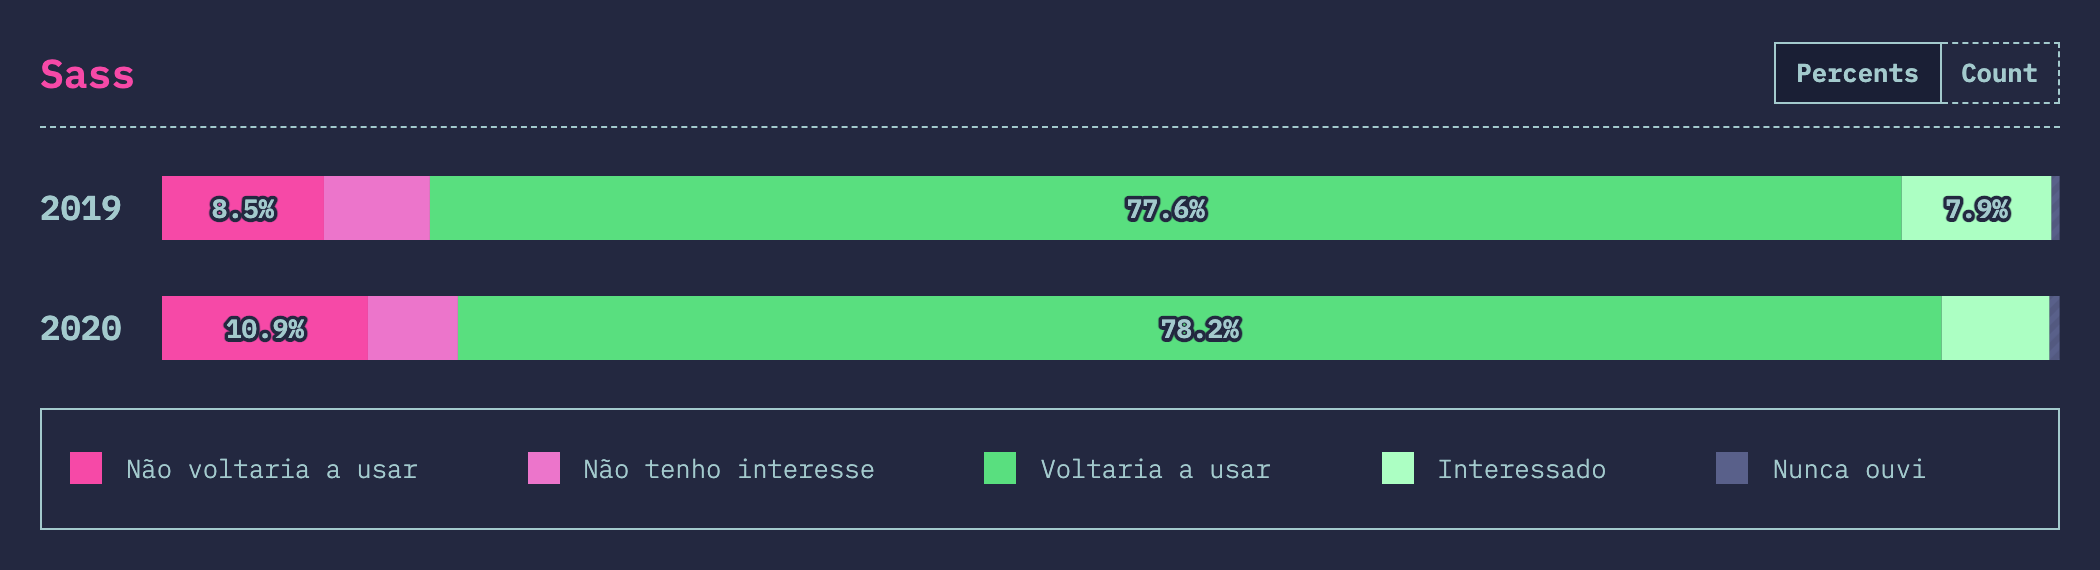 Sass
Percents Count
2019 8.5% 77.6% 7.9%
2020 10.9% 78.2%
Não voltaria a usar Não tenho interesse Voltaria a usar Interessado Nunca ouvi